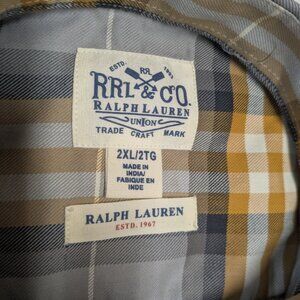 ESTD. RRL 1993
RRL & CO.
RALPH LAUREN
UNION
TRADE CRAFT MARK
2XL/2TG
MADE IN
INDIA/
FABIQUE EN
INDE
RALPH LAUREN
ESTD. 1967